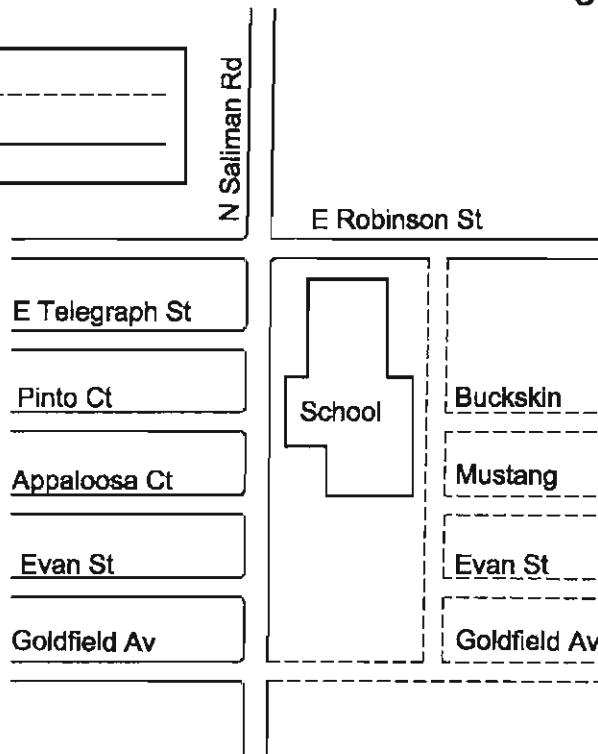 N Saliman Rd
E Robinson St
E Telegraph St
Pinto Ct
School
Buckskin
Appaloosa Ct
Mustang
Evan St
Evan St
Goldfield Av
Goldfield Av